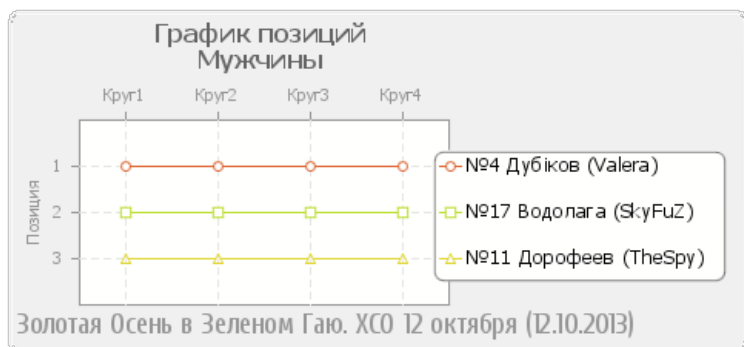 График позиций
Мужчины
Круг1 Круг2 Круг3 Круг4
Позиция
1
2
3
№4 Дубіков (Valera)
№17 Водолага (SkyFuZ)
№11 Дорофеев (TheSpy)
Золотая Осень в Зеленом Гаю. XCO 12 октября (12.10.2013)